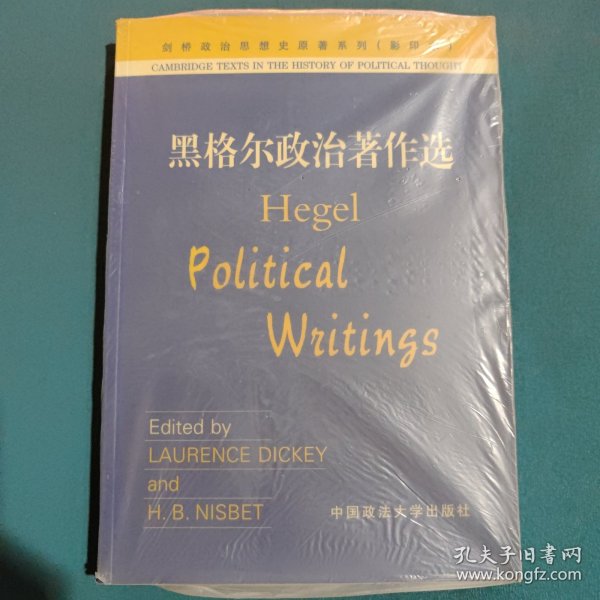 剑桥政治思想史原著系列(影印)
CAMBRIDGE TEXTS IN THE HISTORY OF POLITICAL THOUGHT
黑格尔政治著作选
Hegel
Political
Writings
Edited by
LAURENCE DICKEY
and
H. B. NISBET
中国政法大学出版社
孔夫子旧书网
www.kongfz.com